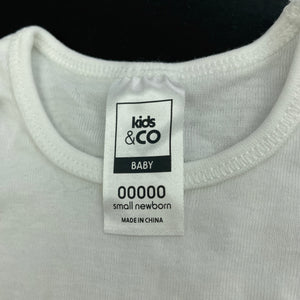 kids
&CO
BABY
00000
small newborn
MADE IN CHINA